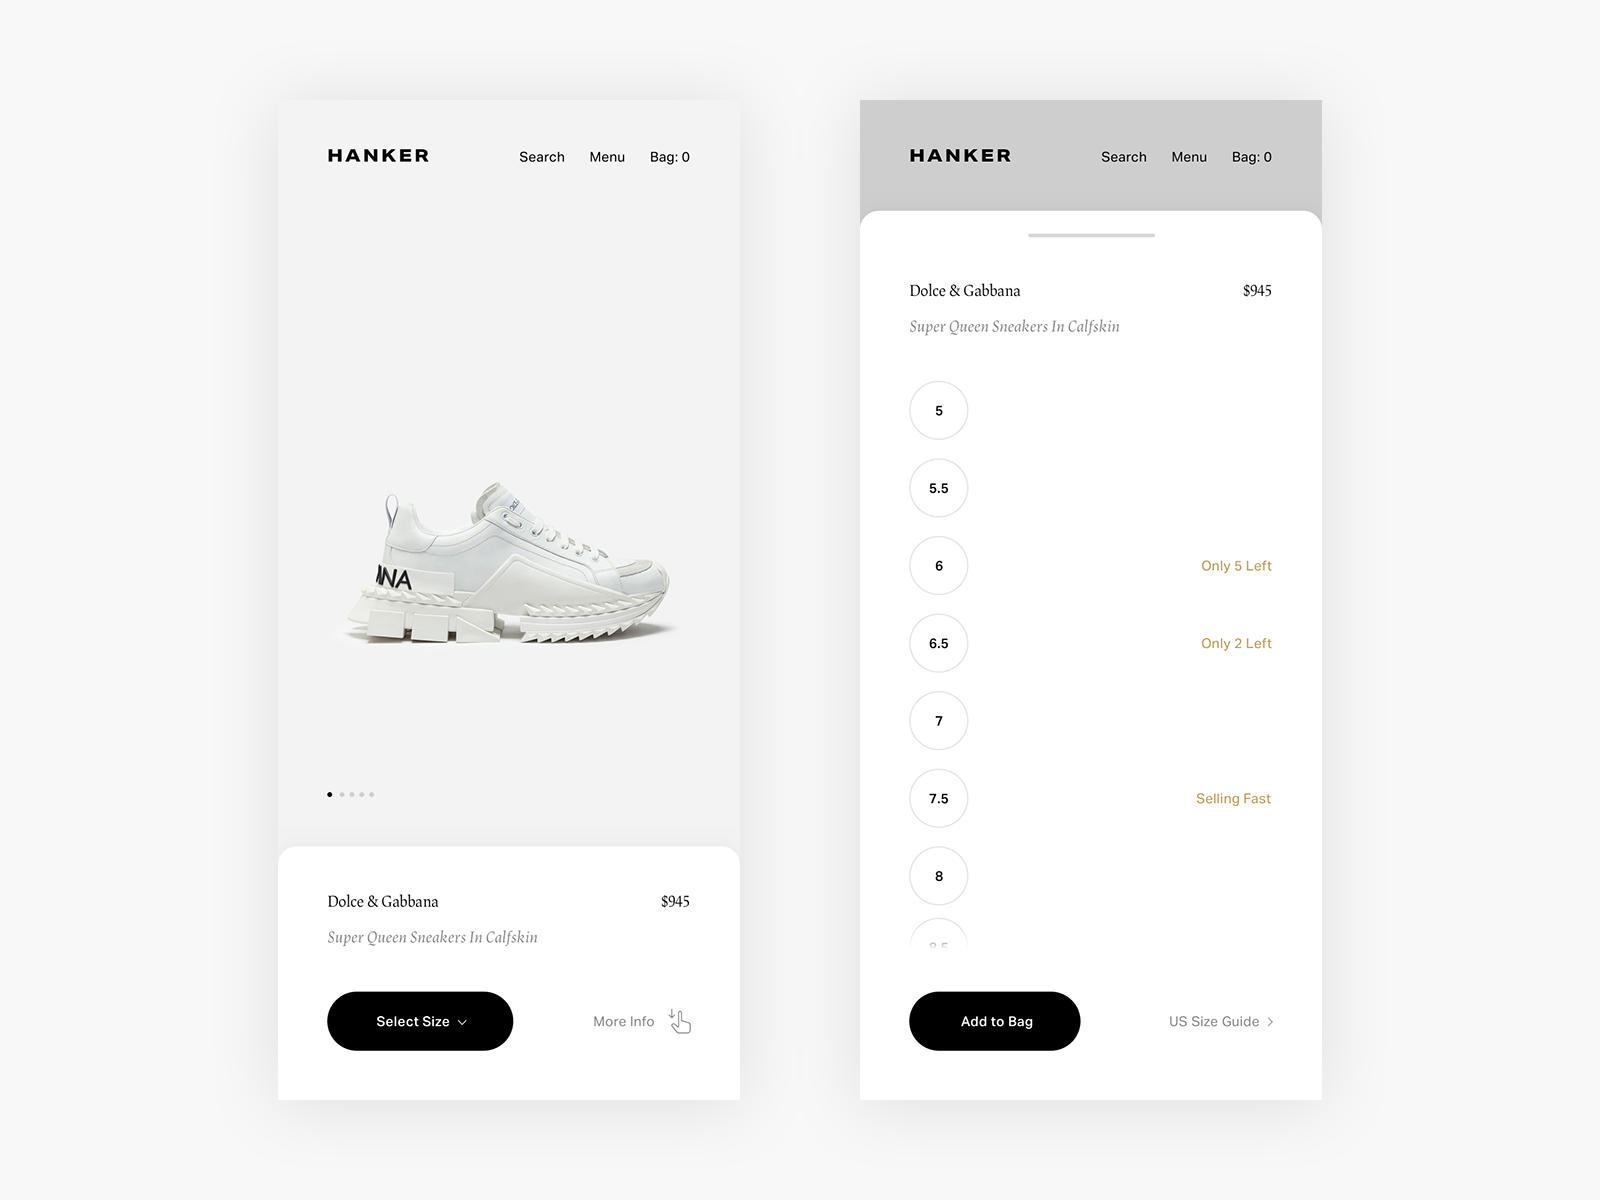 HANKER
Search Menu Bag: 0
NNA
Dolce & Gabbana $945
Super Queen Sneakers In Calfskin
Select Size
More Info
HANKER
Search Menu Bag: 0
Dolce & Gabbana $945
Super Queen Sneakers In Calfskin
5
5.5
6 Only 5 Left
6.5 Only 2 Left
7
7.5 Selling Fast
8
8.5
Add to Bag
US Size Guide